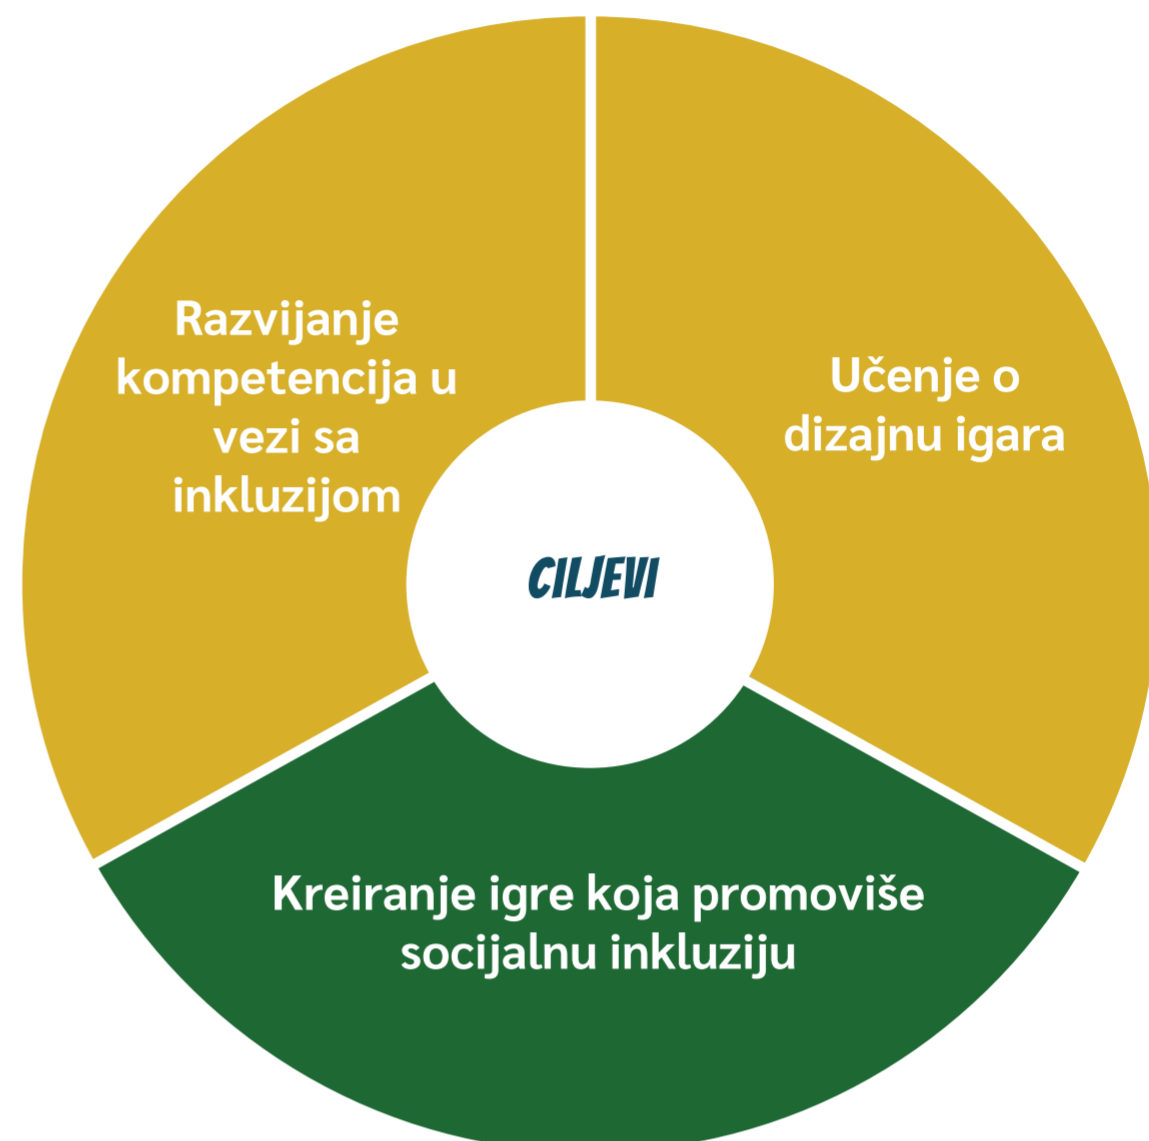 Razvijanje
kompetencija u
vezi sa
inkluzijom
Učenje o
dizajnu igara
CILJEVI
Kreiranje igre koja promoviše
socijalnu inkluziju